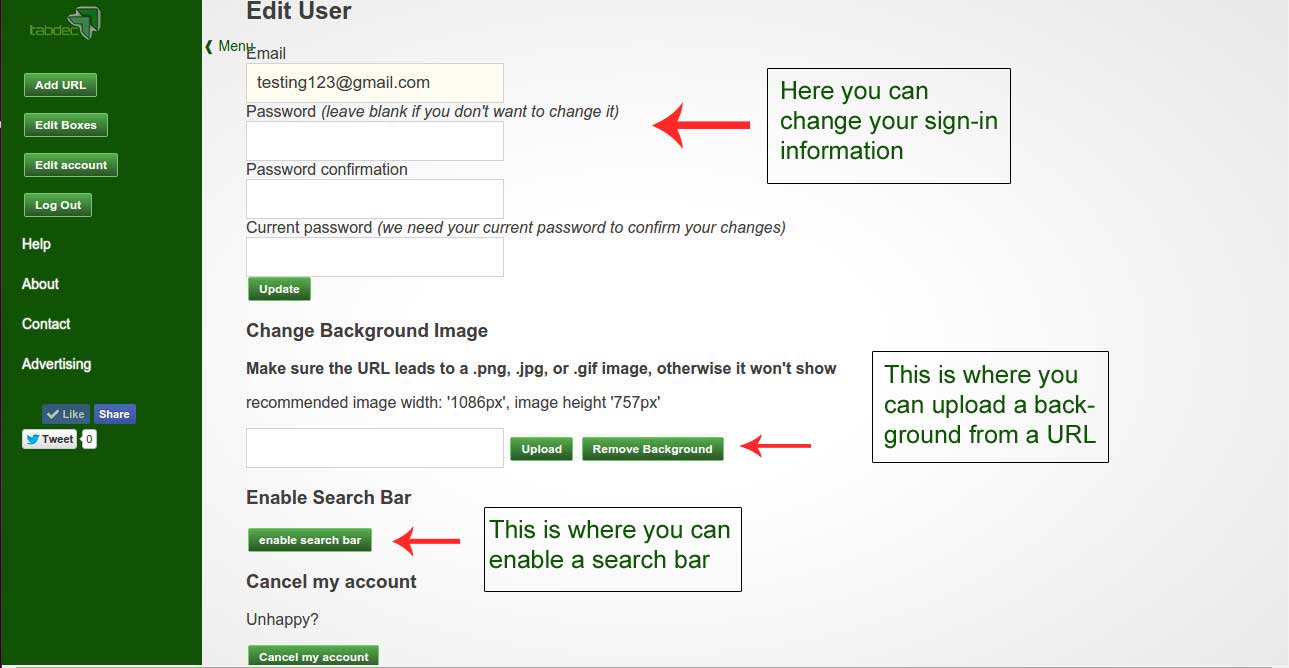 tabdec
Add URL
Edit Boxes
Edit account
Log Out
Help
About
Contact
Advertising
Like Share
Tweet 0
Edit User
❰ Menu
Email
testing123@gmail.com
Password (leave blank if you don't want to change it)
Password confirmation
Current password (we need your current password to confirm your changes)
Update
Here you can
change your sign-in
information
Change Background Image
Make sure the URL leads to a .png, .jpg, or .gif image, otherwise it won't show
recommended image width: '1086px', image height '757px'
Upload Remove Background
This is where you
can upload a back-
ground from a URL
Enable Search Bar
enable search bar
This is where you can
enable a search bar
Cancel my account
Unhappy?
Cancel my account